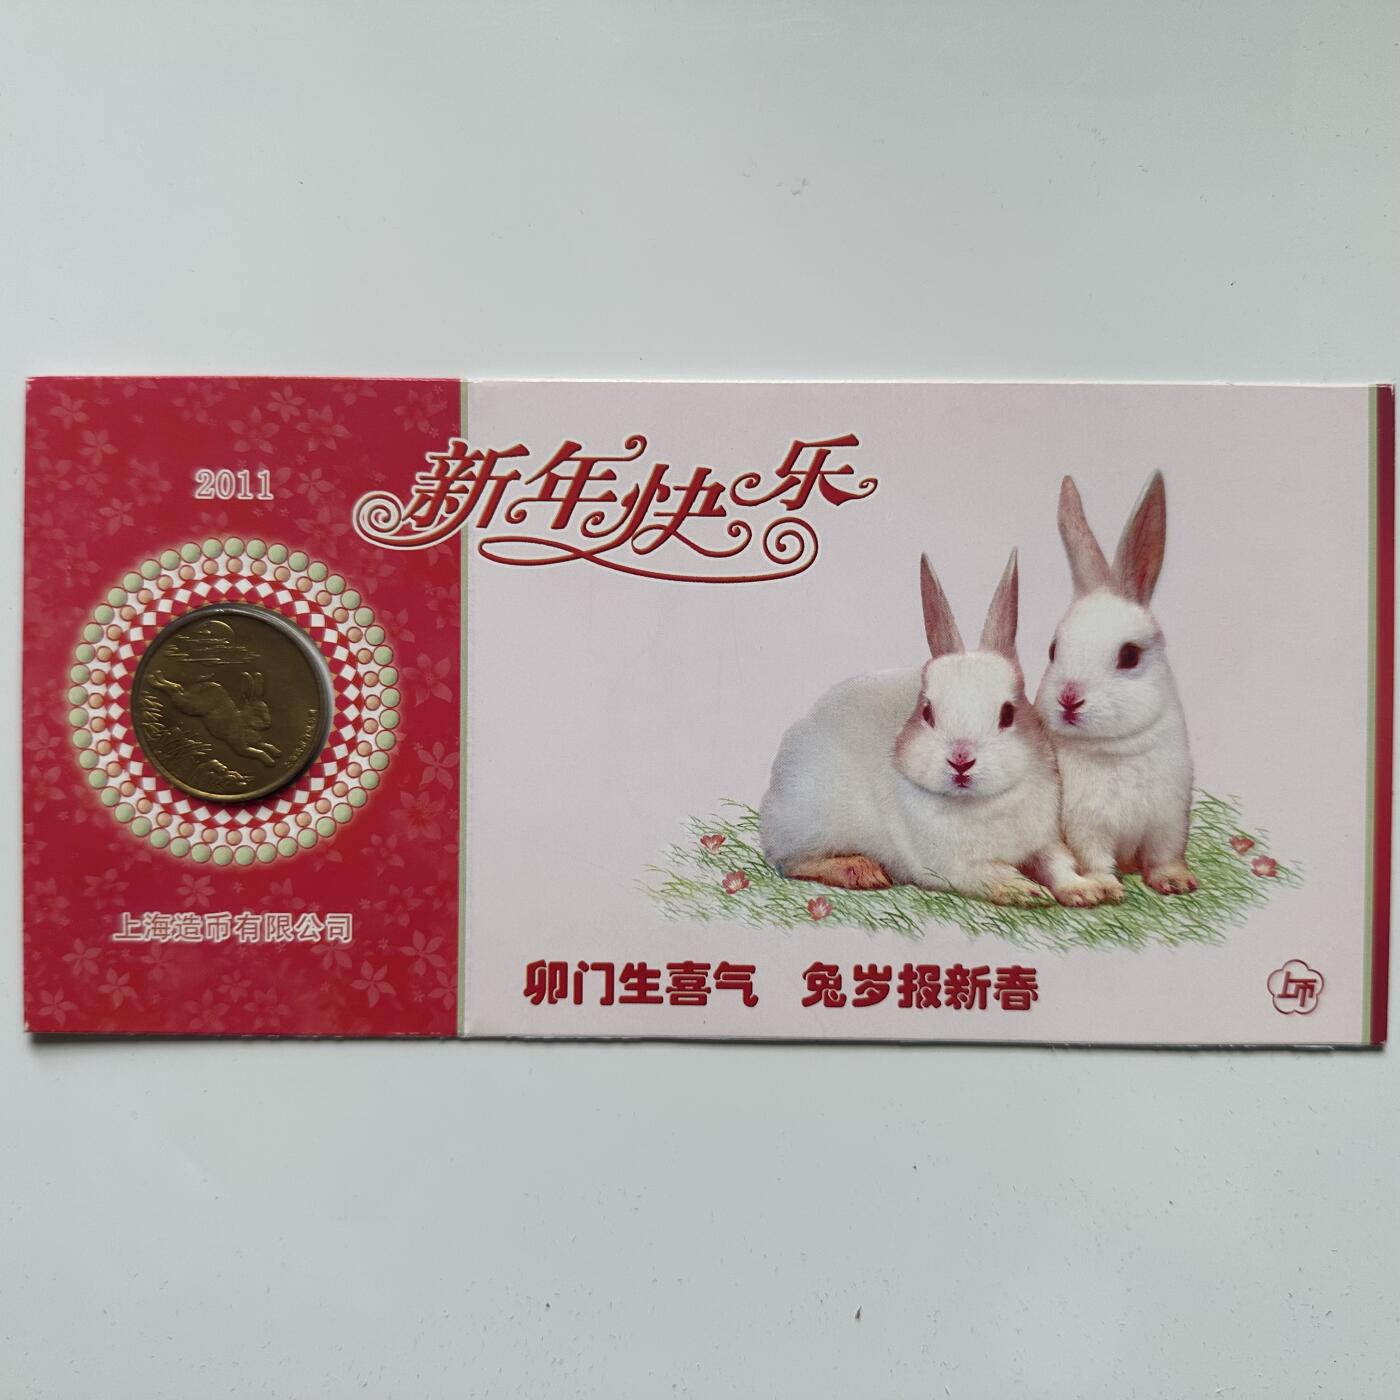 2011
新年快乐
上海造币有限公司
卯门生喜气 兔岁报新春
上币